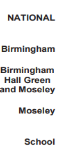 NATIONAL
Birmingham
Birmingham
Hall Green
and Moseley
Moseley
School